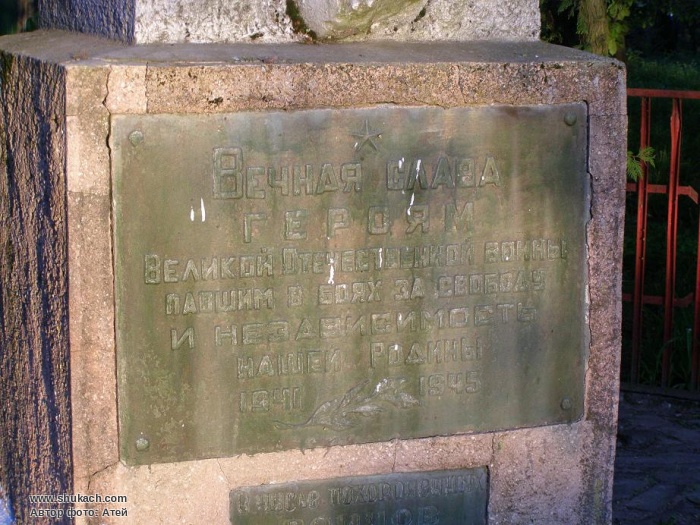 Вечная слава
героям
Великой Отечественной войны
павшим в боях за свободу
и независимость
нашей Родины
1941 1945
www.shukach.com
Автор фото: Атей